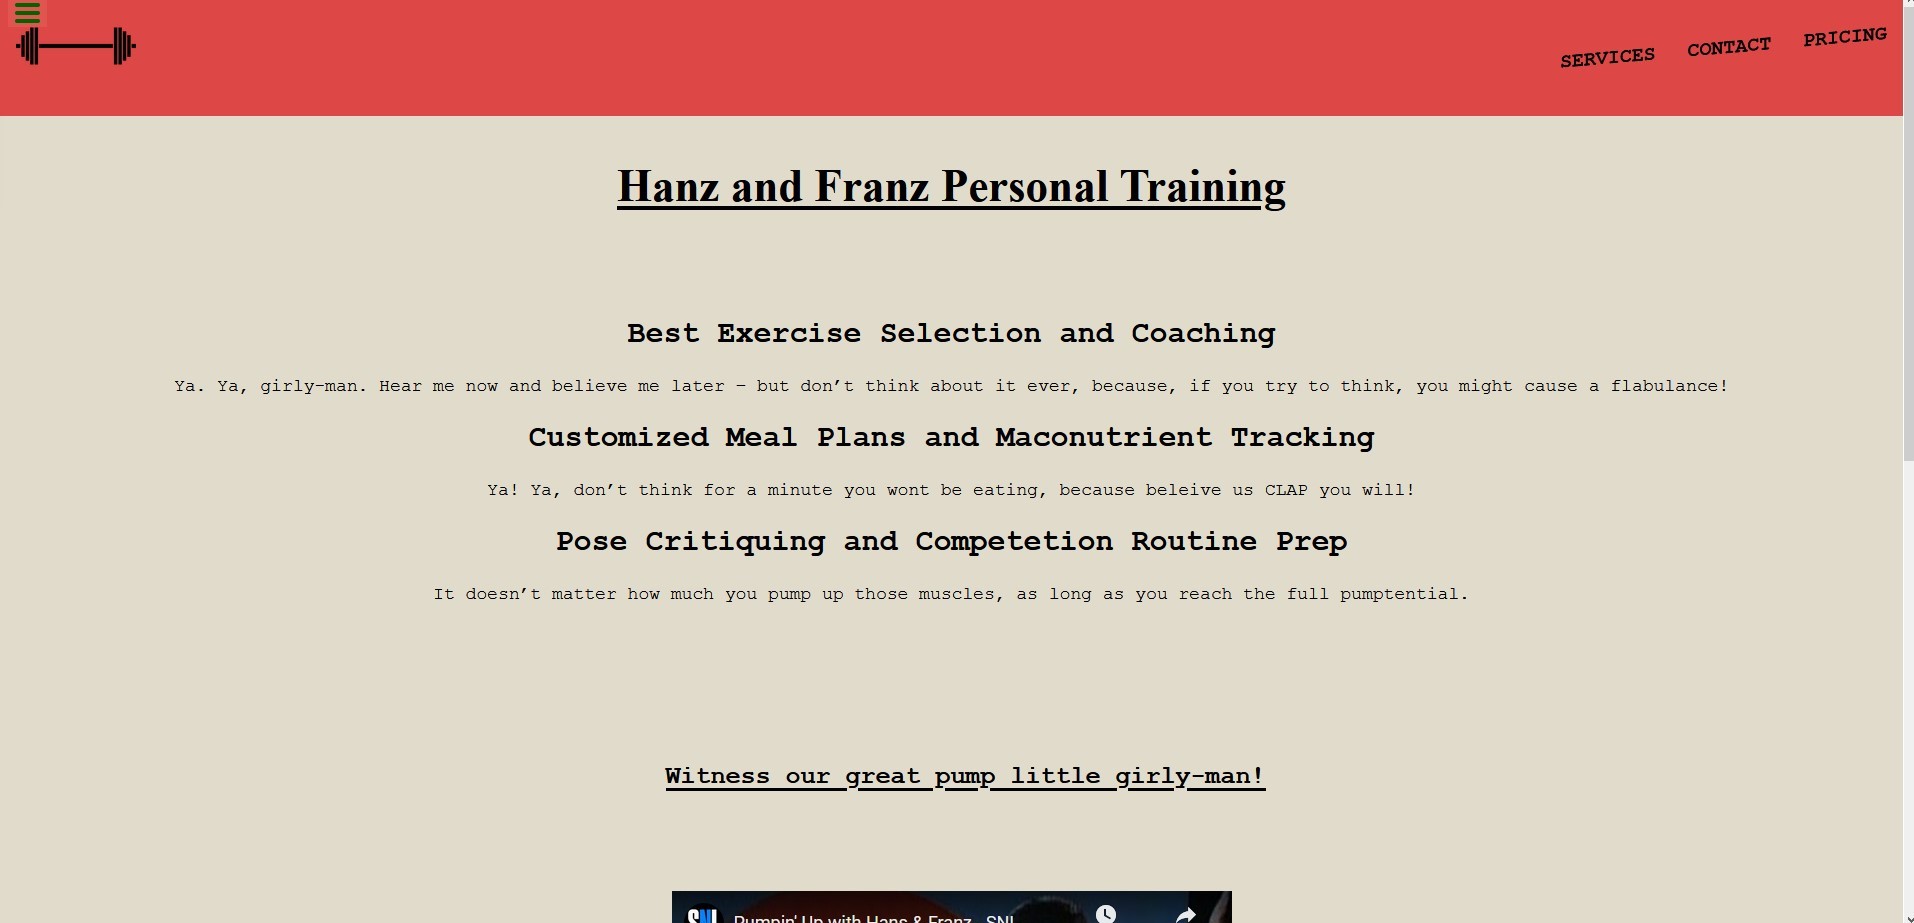 SERVICES CONTACT PRICING
Hanz and Franz Personal Training
Best Exercise Selection and Coaching
Ya. Ya, girly-man. Hear me now and believe me later – but don’t think about it ever, because, if you try to think, you might cause a flabulance!
Customized Meal Plans and Maconutrient Tracking
Ya! Ya, don’t think for a minute you wont be eating, because beleive us CLAP you will!
Pose Critiquing and Competetion Routine Prep
It doesn’t matter how much you pump up those muscles, as long as you reach the full pumptential.
Witness our great pump little girly-man!
SNL Pumpin' Up with Hans & Franz - SNL